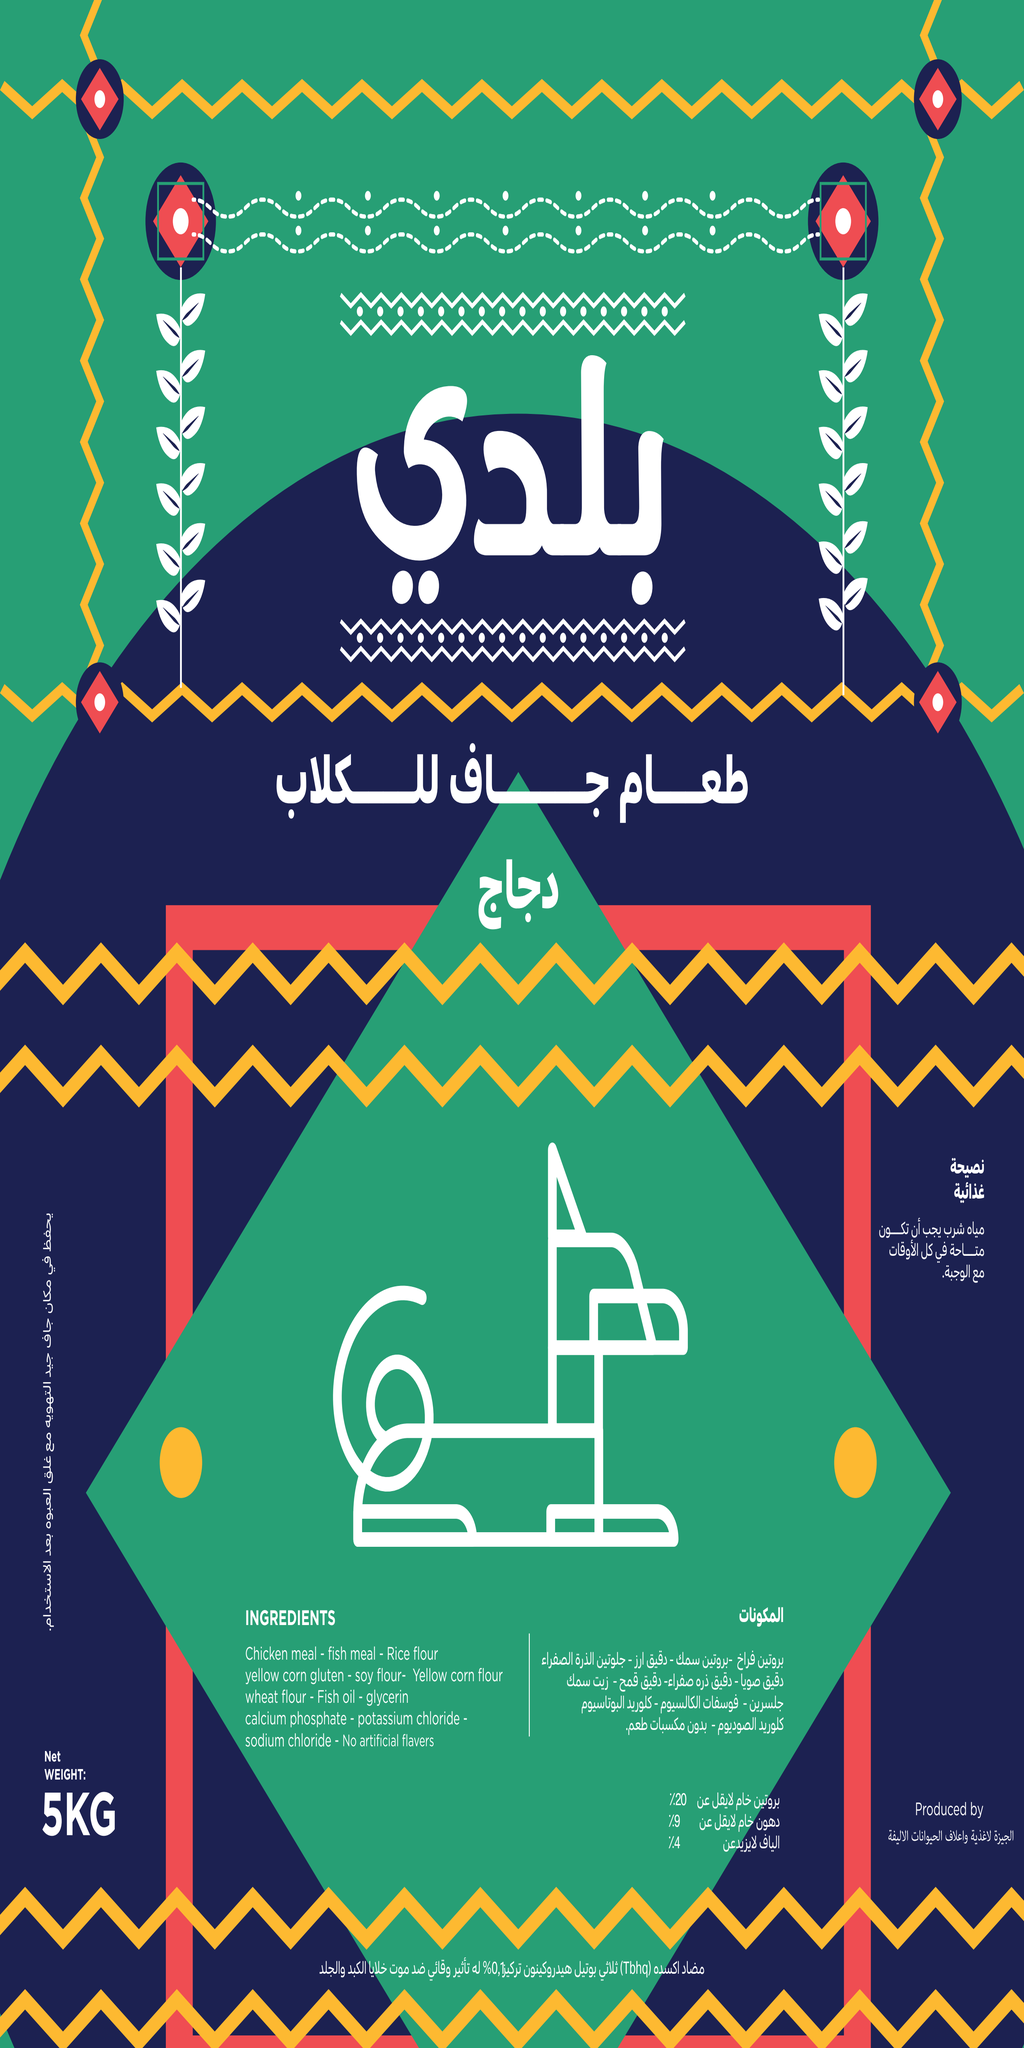 بلدي
طعـــام جـــاف للـــكلاب
دجاج
نصيحة
غذائية
مياه شرب يجب أن تكـــون
متـــاحة في كل الأوقات
مع الوجبة.
يحفظ في مكان جاف جيد التهويه مع غلق العبوه بعد الاستخدام.
INGREDIENTS
Chicken meal - fish meal - Rice flour
yellow corn gluten - soy flour- Yellow corn flour
wheat flour - Fish oil - glycerin
calcium phosphate - potassium chloride -
sodium chloride - No artificial flavers
المكونات
بروتين فراخ -بروتين سمك - دقيق ارز - جلوتين الذرة الصفراء
دقيق صويا - دقيق ذره صفراء- دقيق قمح - زيت سمك
جلسرين - فوسفات الكالسيوم - كلوريد البوتاسيوم
كلوريد الصوديوم - بدون مكسبات طعم.
بروتين خام لايقل عن 20٪
دهون خام لايقل عن 9٪
الياف لايزيدعن 4٪
Net
WEIGHT:
5KG
Produced by
الجيزة لاغذية واعلاف الحيوانات الاليفة
مضاد اكسده (Tbhq) ثلاثي بوتيل هيدروكينون تركيز0,1% له تأثير وقائي ضد موت خلايا الكبد والجلد